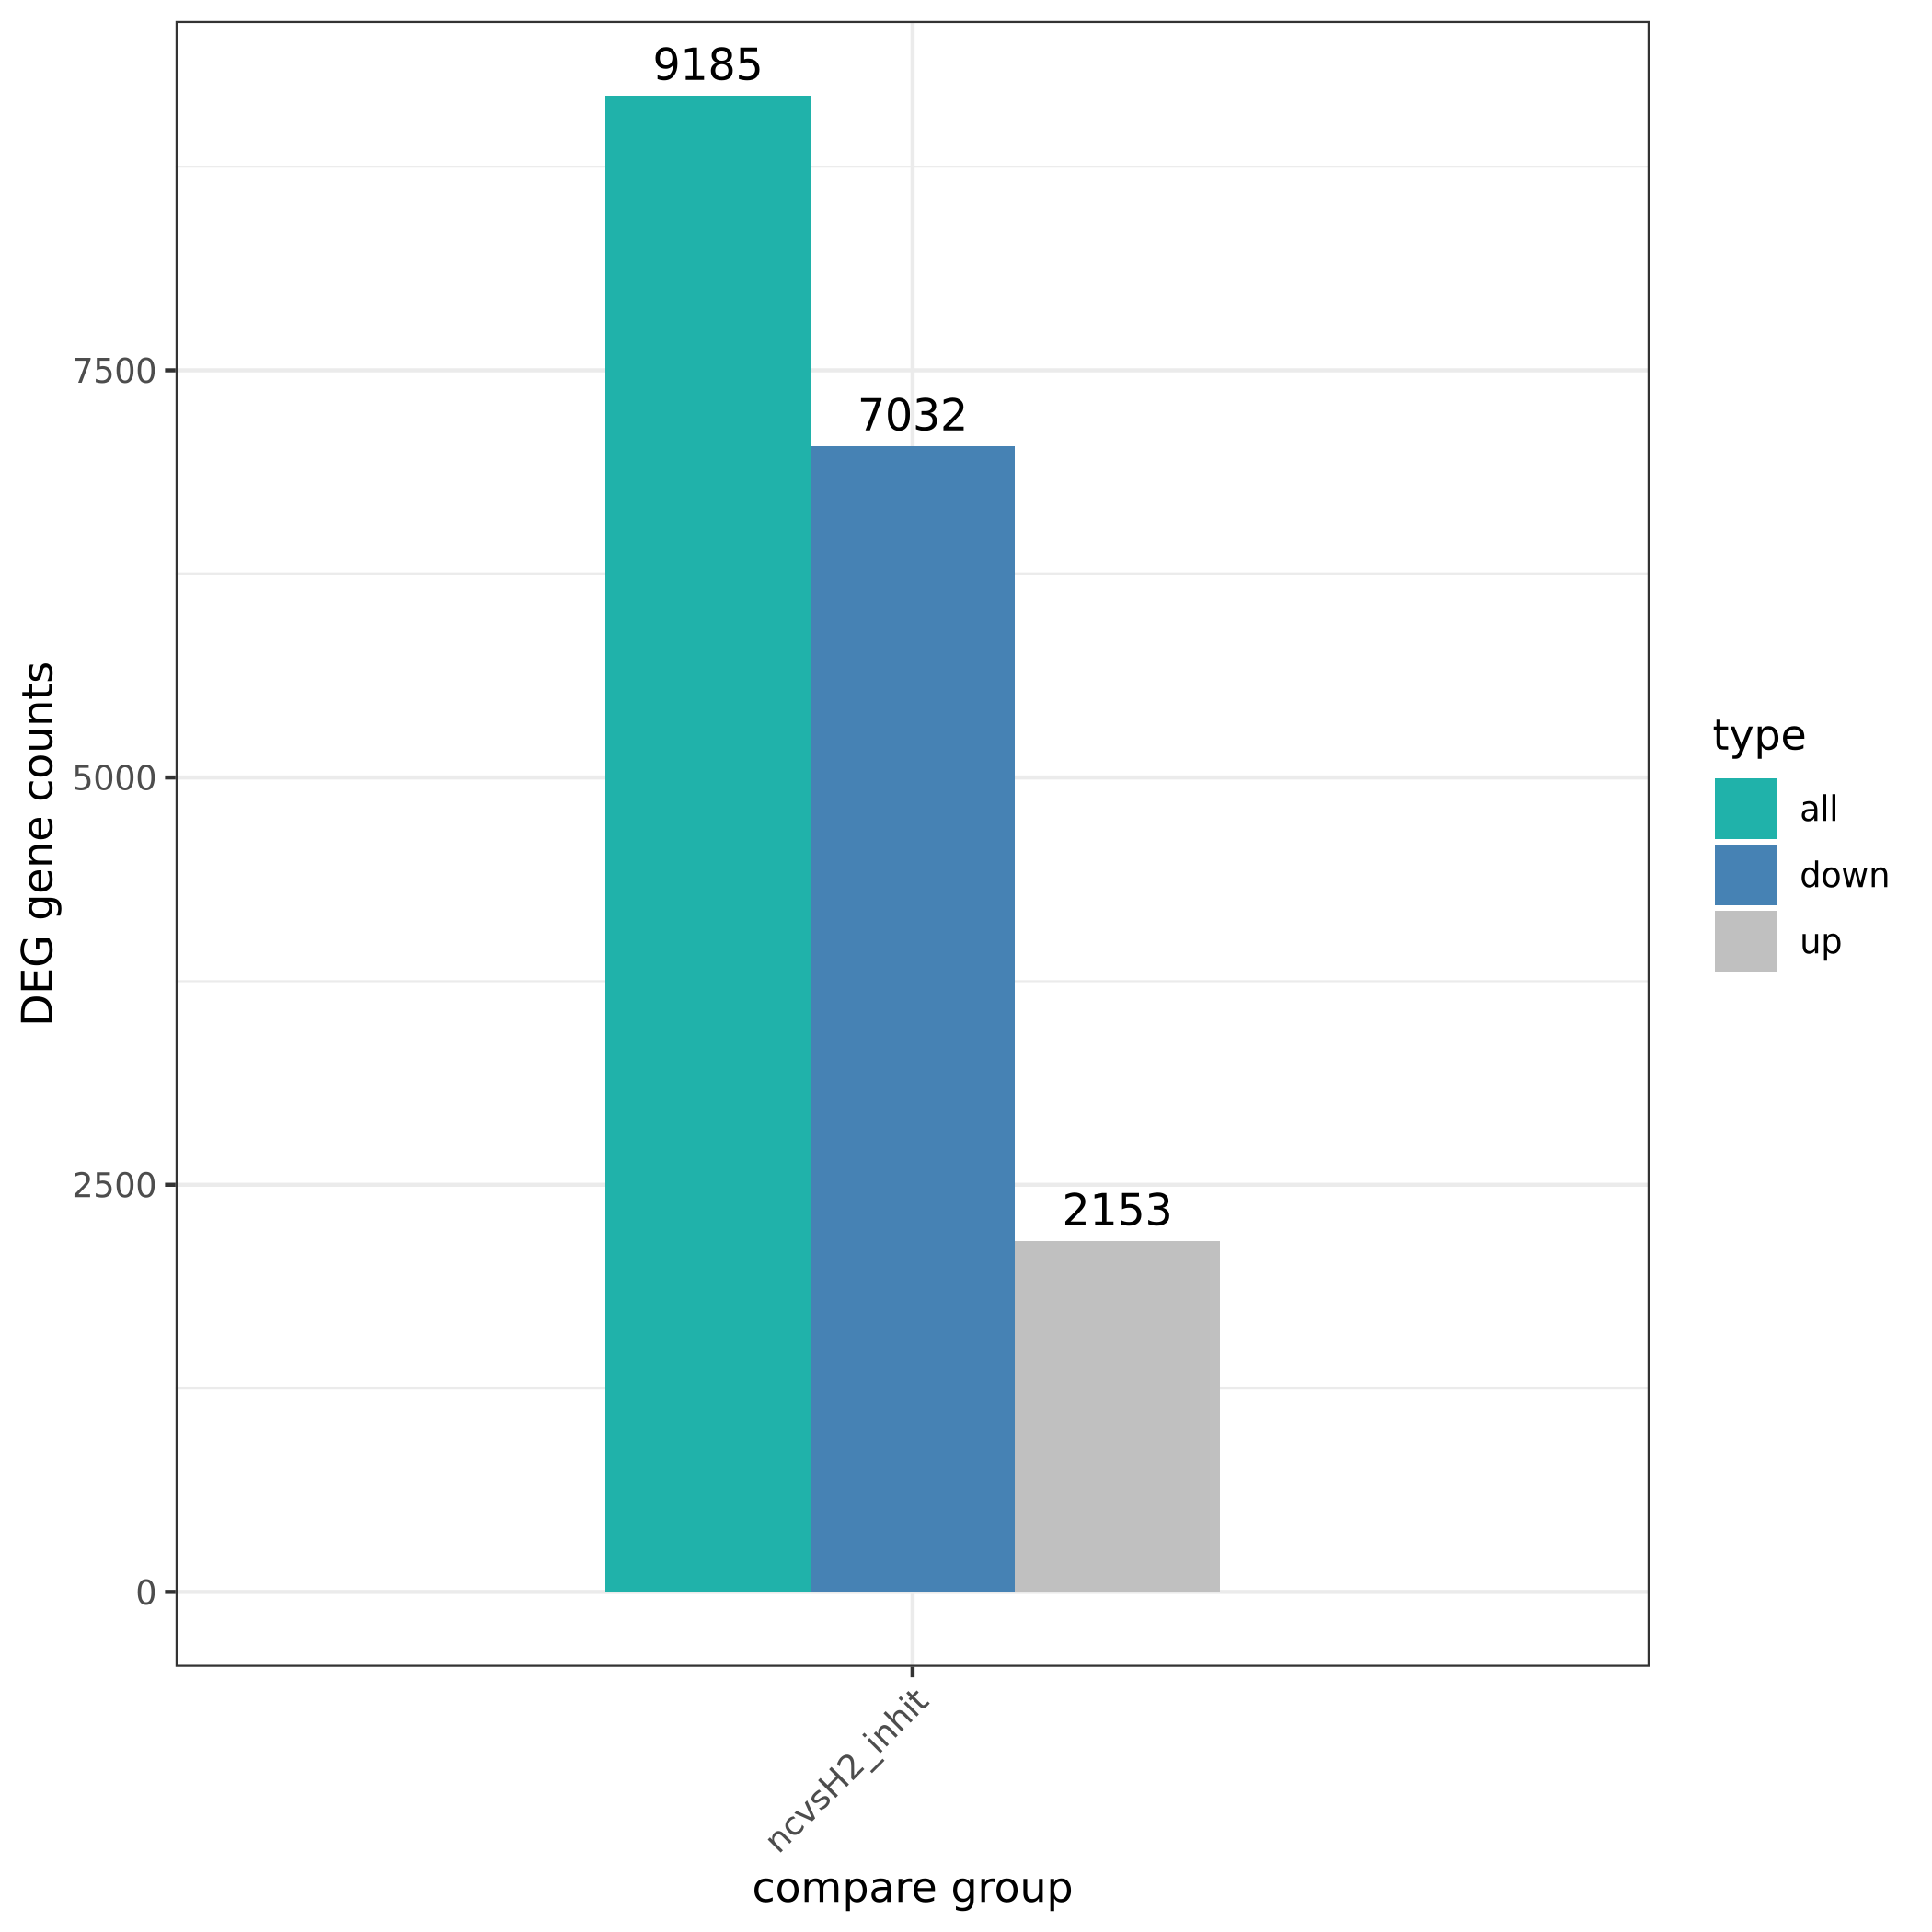 9185
7032
2153
7500
5000
2500
0
DEG gene counts
ncvsH2_inhit
compare group
type
all
down
up